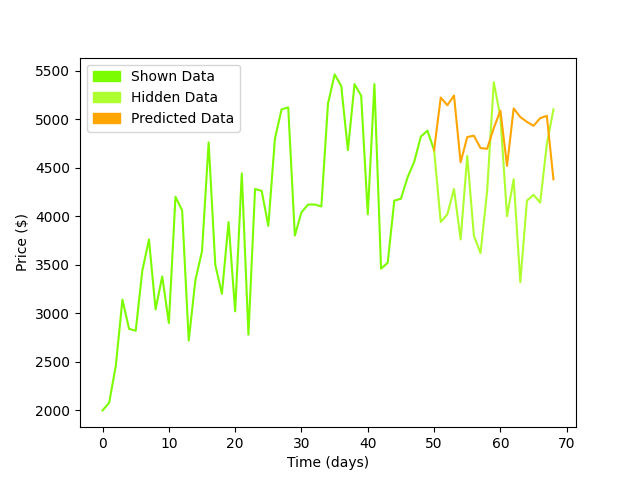 Shown Data
Hidden Data
Predicted Data
5500
5000
4500
4000
3500
3000
2500
2000
Price ($)
0 10 20 30 40 50 60 70
Time (days)